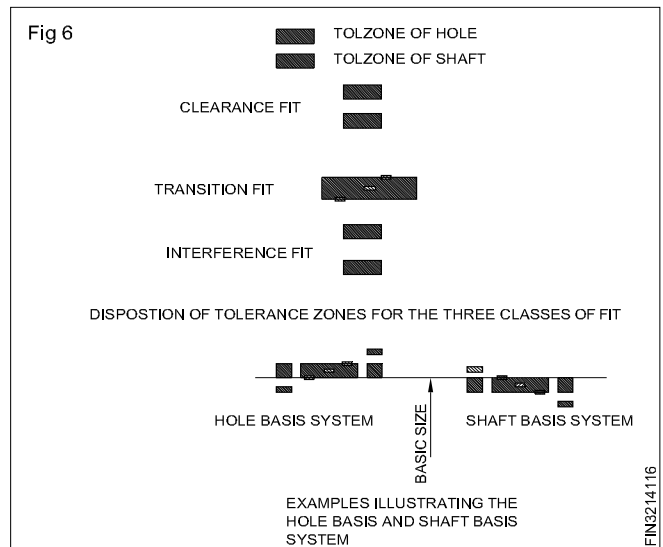 Fig 6
TOLZONE OF HOLE
TOLZONE OF SHAFT
CLEARANCE FIT
TRANSITION FIT
INTERFERENCE FIT
DISPOSTION OF TOLERANCE ZONES FOR THE THREE CLASSES OF FIT
HOLE BASIS SYSTEM
BASIC SIZE
SHAFT BASIS SYSTEM
EXAMPLES ILLUSTRATING THE
HOLE BASIS AND SHAFT BASIS
SYSTEM
FIN3214116